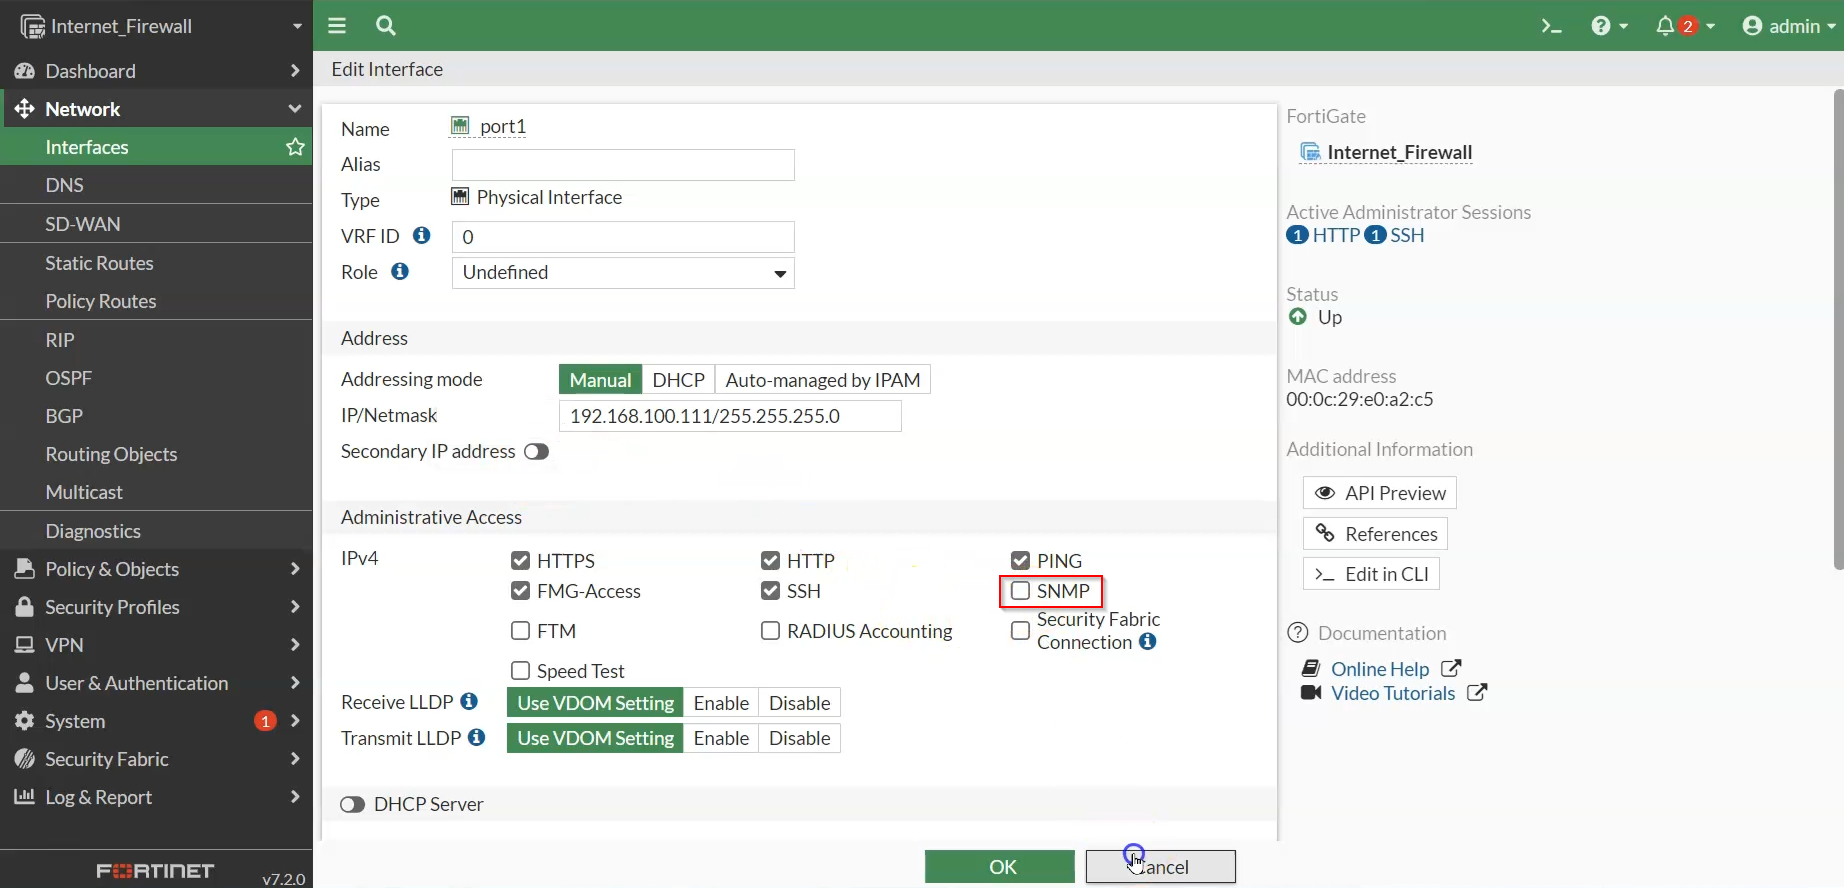 Internet_Firewall
admin
2
Dashboard
Edit Interface
Network
Interfaces
DNS
SD-WAN
Static Routes
Policy Routes
RIP
OSPF
BGP
Routing Objects
Multicast
Diagnostics
Policy & Objects
Security Profiles
VPN
User & Authentication
System 1
Security Fabric
Log & Report
FORTINET v7.2.0
Name port1
Alias
Type Physical Interface
VRF ID 0
Role Undefined
Address
Addressing mode Manual DHCP Auto-managed by IPAM
IP/Netmask 192.168.100.111/255.255.255.0
Secondary IP address
Administrative Access
IPv4 HTTPS HTTP PING
FMG-Access SSH SNMP
FTM RADIUS Accounting Security Fabric
Connection
Speed Test
Receive LLDP Use VDOM Setting Enable Disable
Transmit LLDP Use VDOM Setting Enable Disable
DHCP Server
OK Cancel
FortiGate
Internet_Firewall
Active Administrator Sessions
1 HTTP 1 SSH
Status
Up
MAC address
00:0c:29:e0:a2:c5
Additional Information
API Preview
References
>_ Edit in CLI
Documentation
Online Help
Video Tutorials